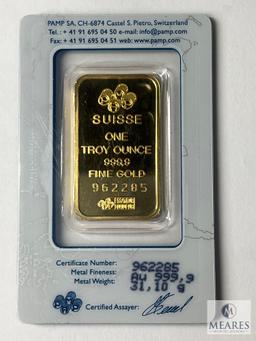 PAMP SA, CH-6874 Castel S. Pietro, Switzerland
Tel.: + 41 91 695 04 50 e-mail: info@pamp.com
Fax: + 41 91 695 04 51 web: www.pamp.com
SUISSE
ONE
TROY OUNCE
999,9
FINE GOLD
962285
ESSAYEUR
FONDEUR
Certificate Number: 962285
Metal Fineness: Au 999,9
Metal Weight: 31,10 g
Certified Assayer:
M
MEARES